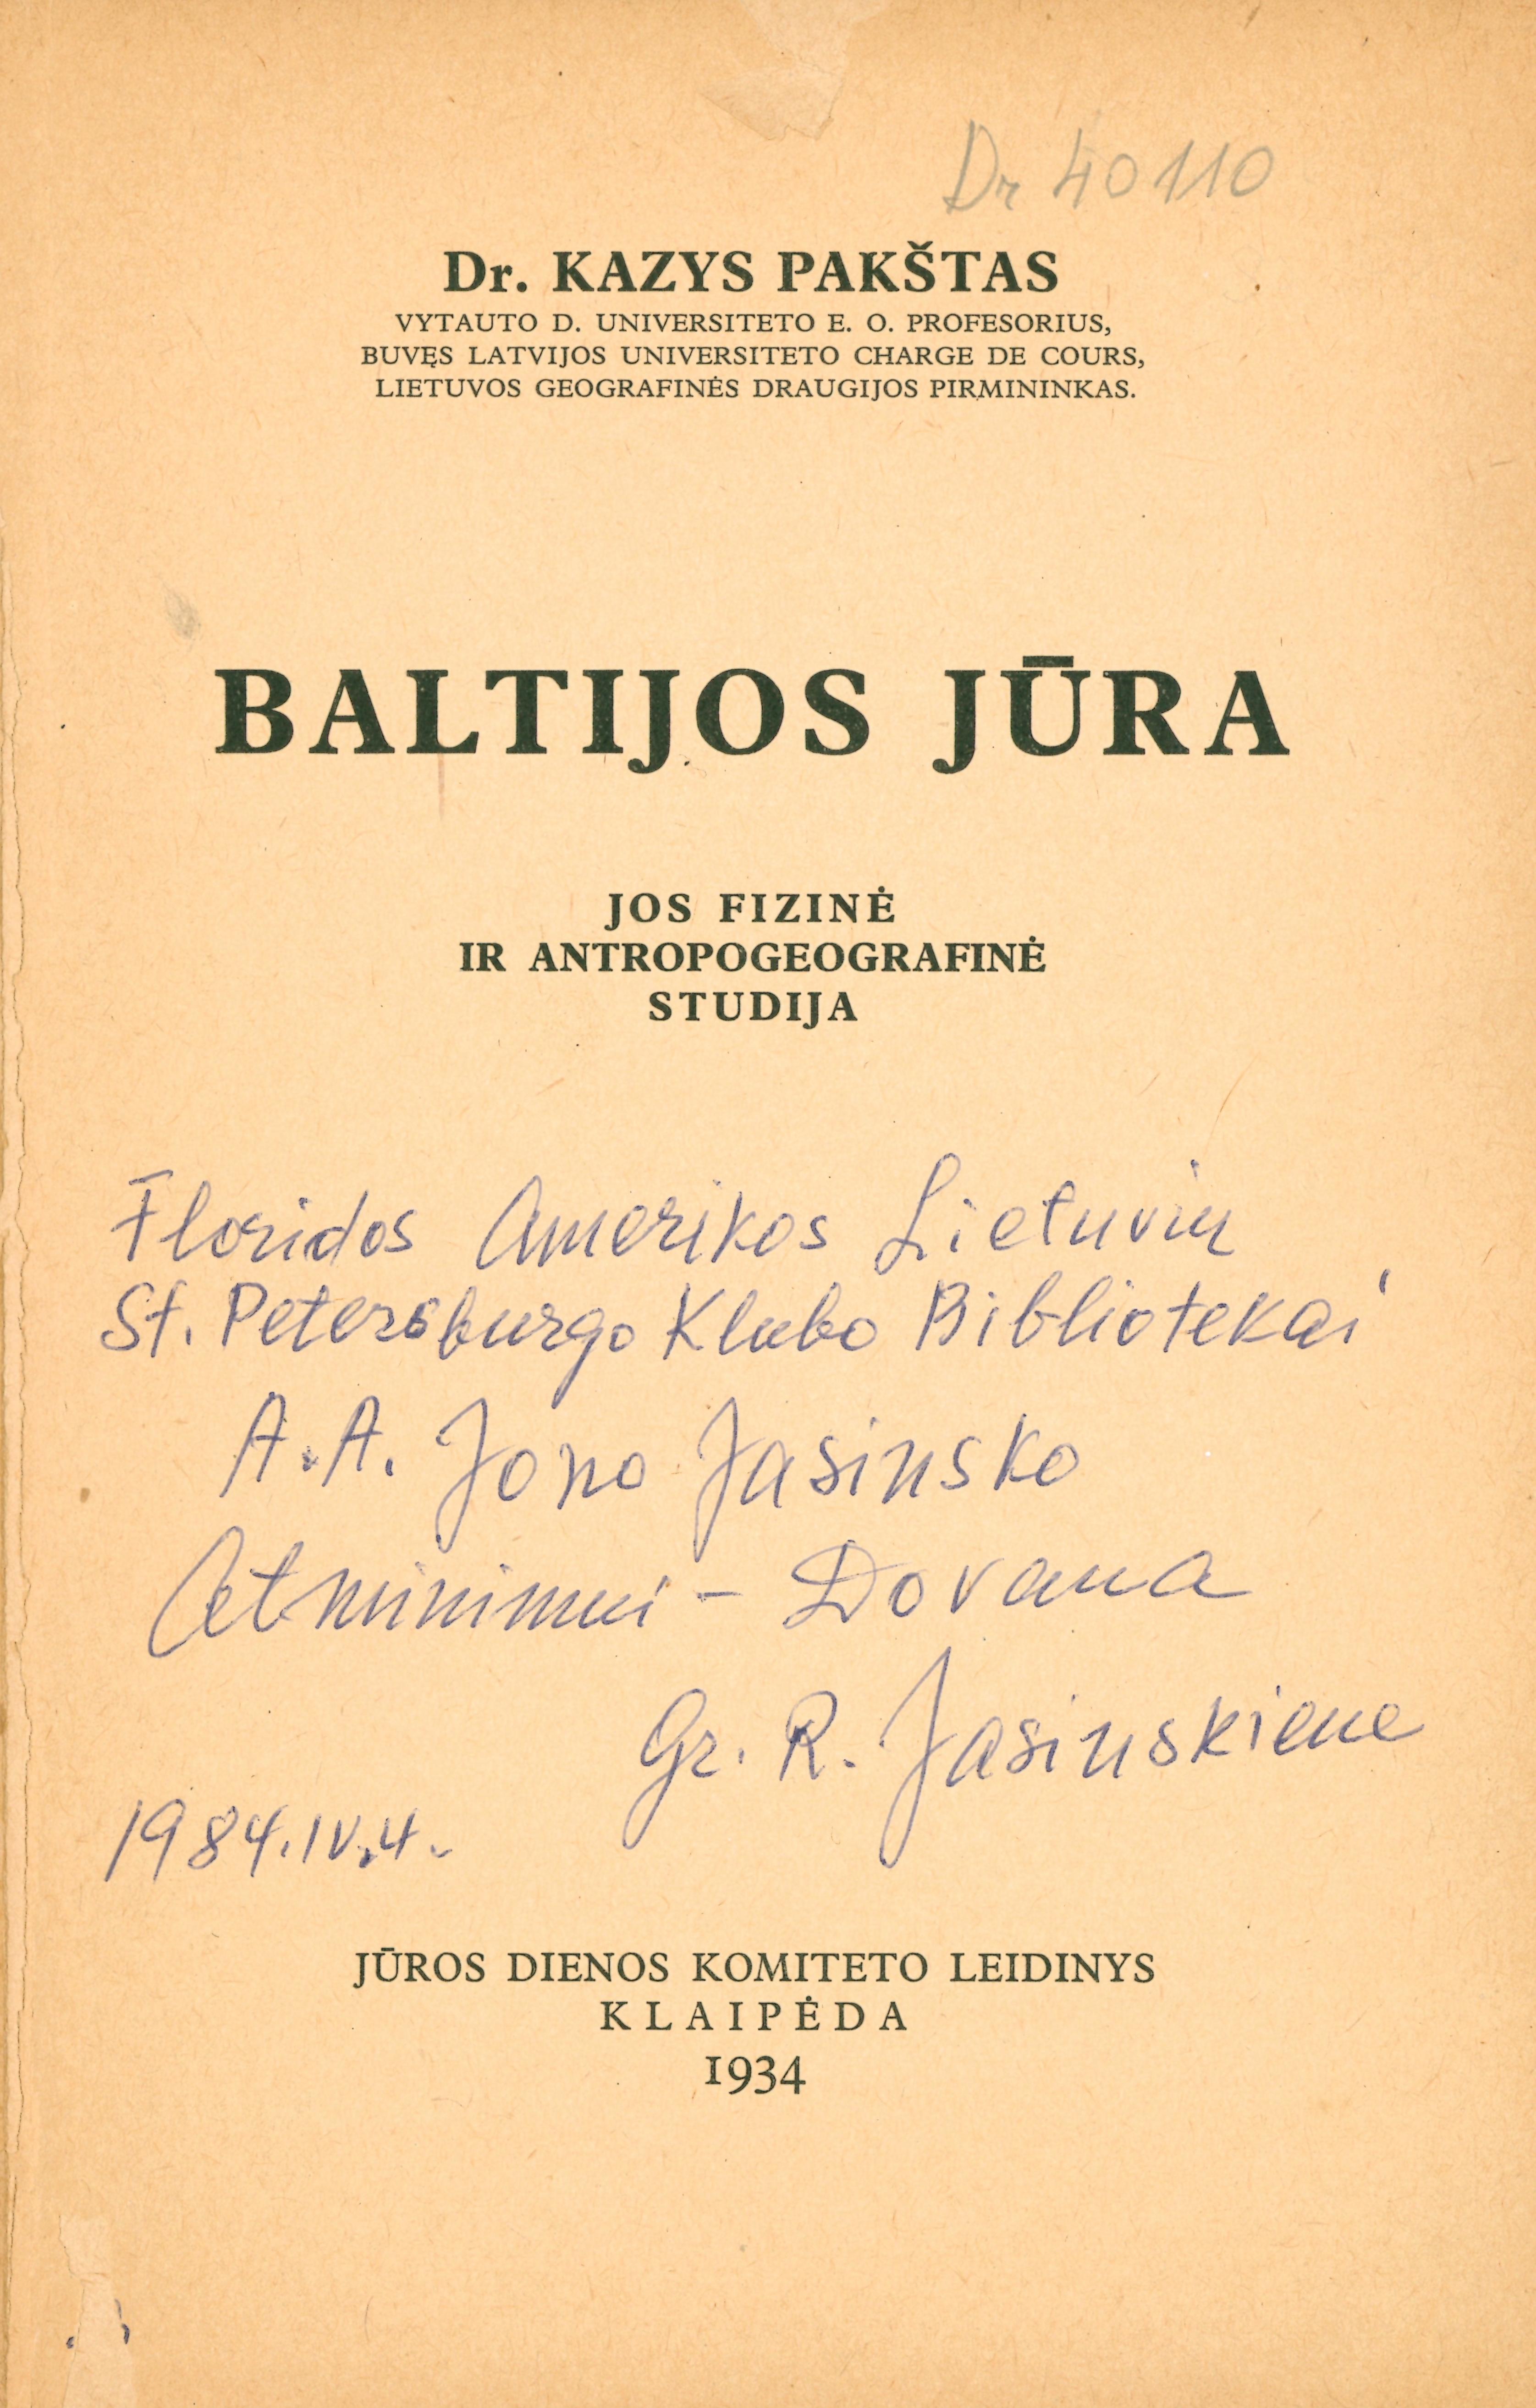 Dr 40110
Dr. KAZYS PAKŠTAS
VYTAUTO D. UNIVERSITETO E. O. PROFESORIUS,
BUVĘS LATVIJOS UNIVERSITETO CHARGE DE COURS,
LIETUVOS GEOGRAFINĖS DRAUGIJOS PIRMININKAS.
BALTIJOS JŪRA
JOS FIZINĖ
IR ANTROPOGEOGRAFINĖ
STUDIJA
Floridos Amerikos Lietuvių
St. Petersburgo Klubo Bibliotekai
A.A. Jono Jasinsko
Atminimui – Dovana
Gr. R. Jasinskiene
1984.IV.4.
JŪROS DIENOS KOMITETO LEIDINYS
KLAIPĖDA
1934